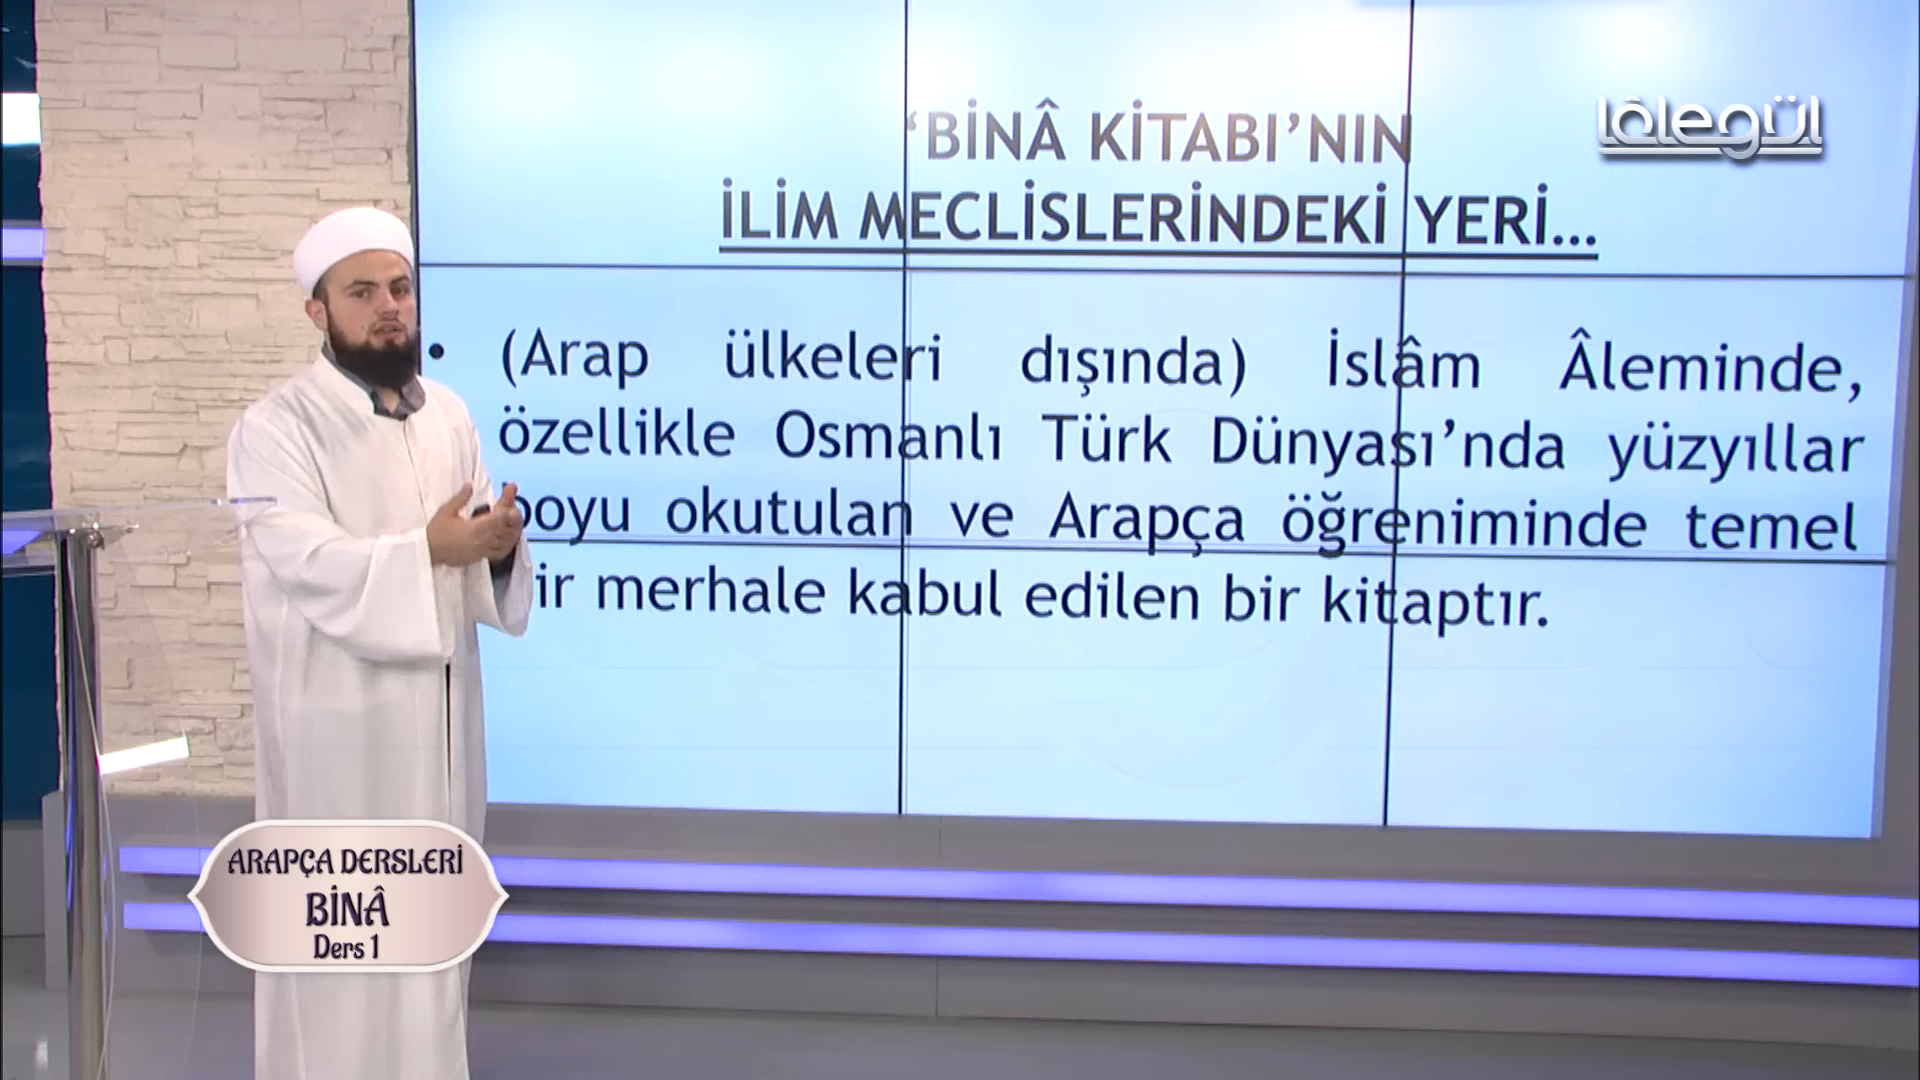 lâlegül
‘BİNÂ KİTABI’NIN
İLİM MECLİSLERİNDEKİ YERİ...
• (Arap ülkeleri dışında) İslâm Âleminde,
özellikle Osmanlı Türk Dünyası’nda yüzyıllar
boyu okutulan ve Arapça öğreniminde temel
ir merhale kabul edilen bir kitaptır.
ARAPÇA DERSLERİ
BİNÂ
Ders 1